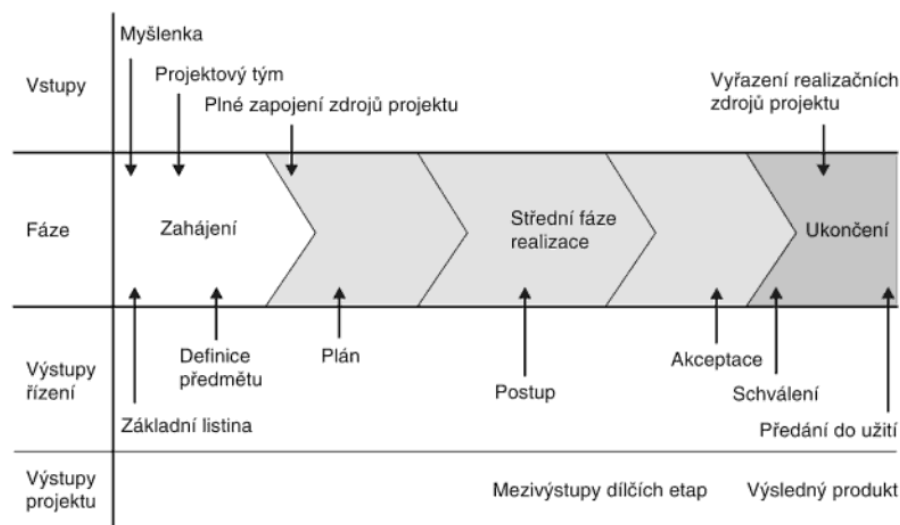 Myšlenka
Projektový tým
Vstupy
Plné zapojení zdrojů projektu
Vyřazení realizačních
zdrojů projektu
Fáze
Zahájení
Střední fáze
realizace
Ukončení
Výstupy
řízení
Základní listina
Definice
předmětu
Plán
Postup
Akceptace
Schválení
Předání do užití
Výstupy
projektu
Mezivýstupy dílčích etap
Výsledný produkt